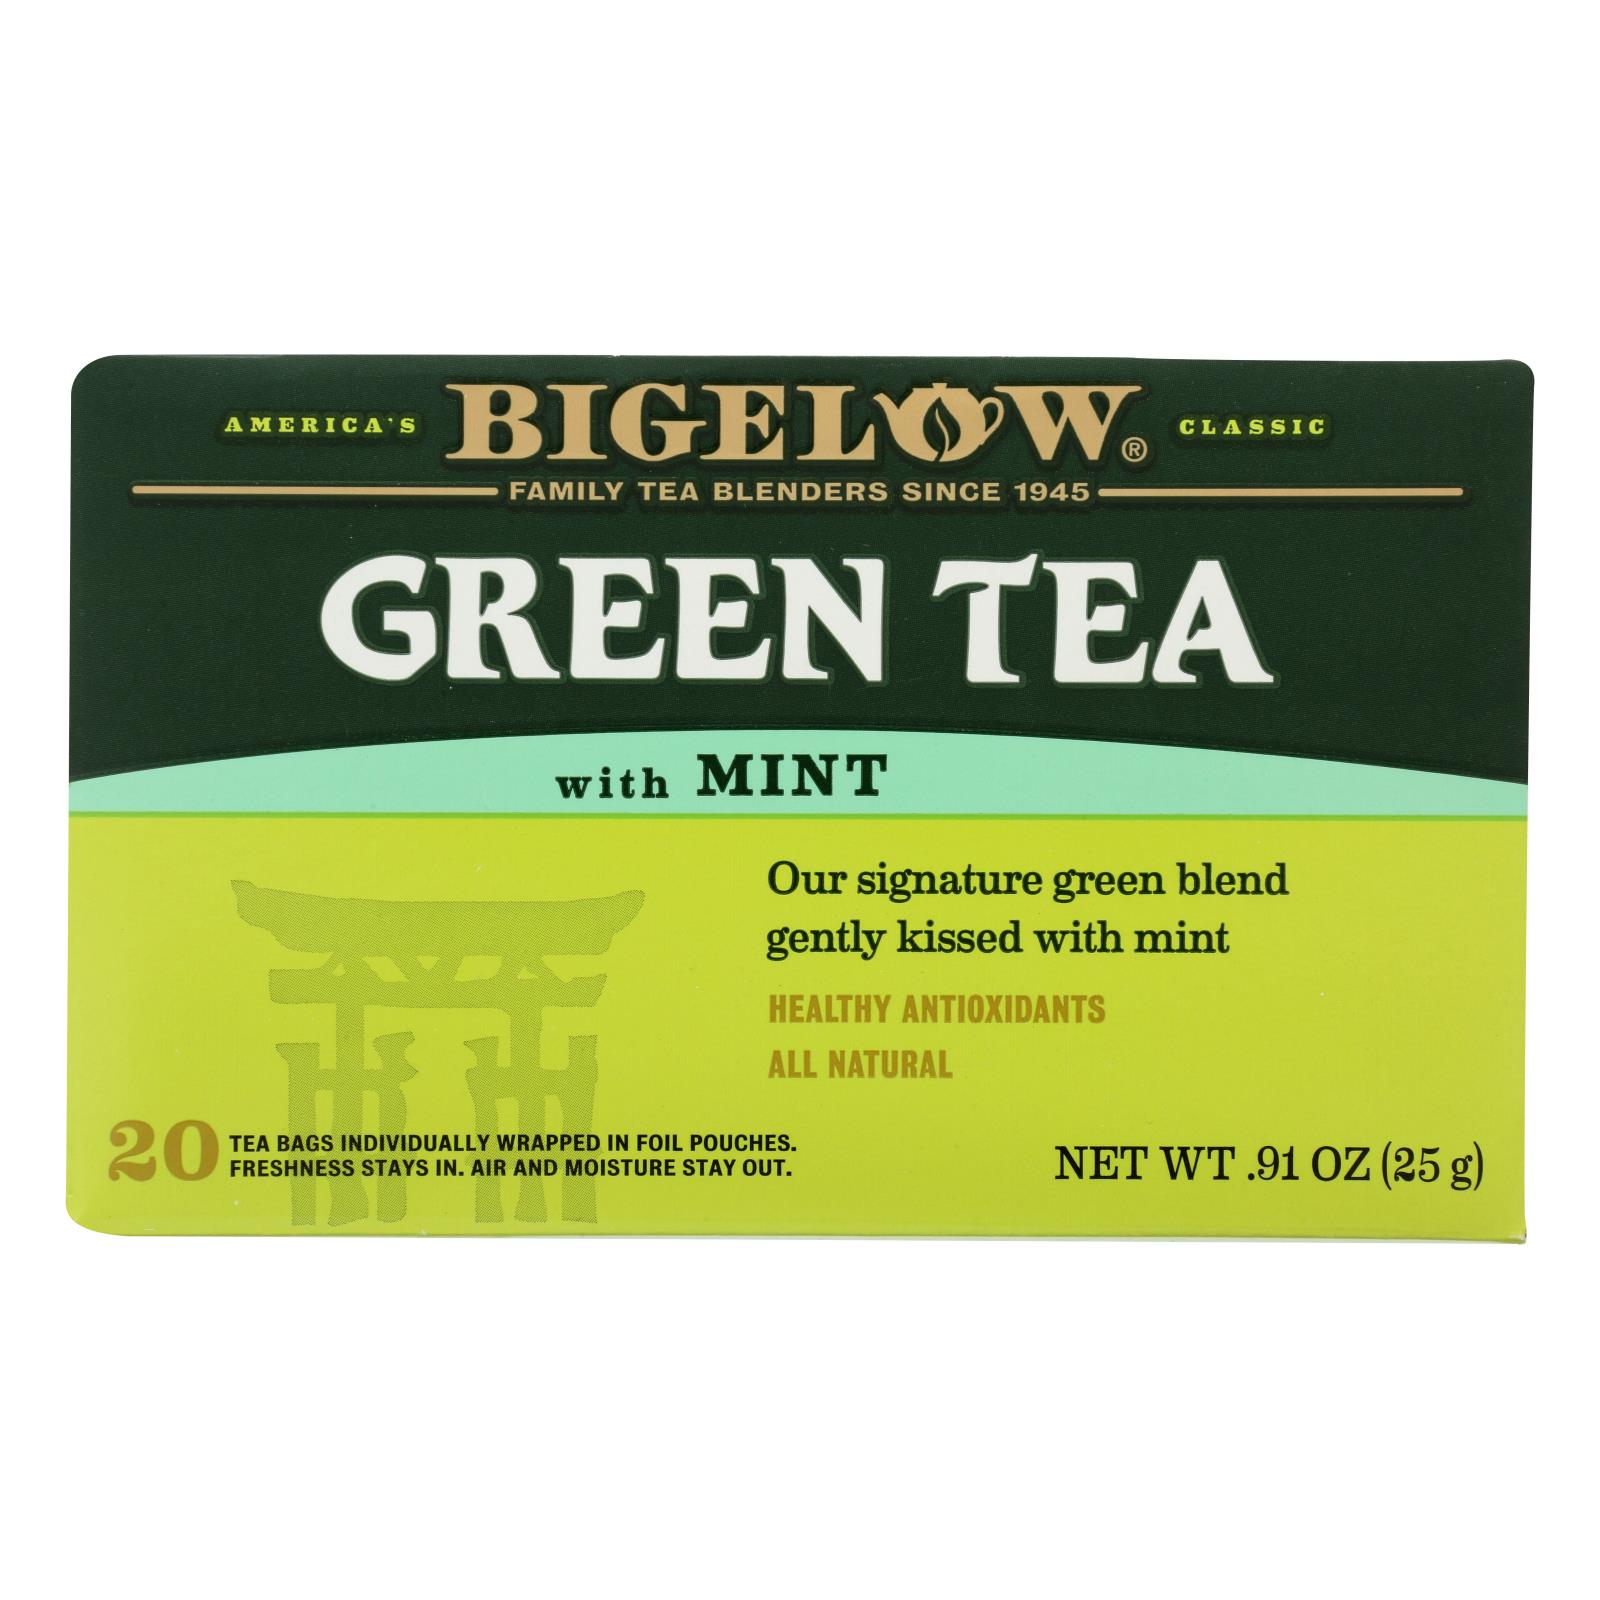 AMERICA'S BIGELOW® CLASSIC
FAMILY TEA BLENDERS SINCE 1945
GREEN TEA
with MINT
Our signature green blend
gently kissed with mint
HEALTHY ANTIOXIDANTS
ALL NATURAL
20 TEA BAGS INDIVIDUALLY WRAPPED IN FOIL POUCHES.
FRESHNESS STAYS IN. AIR AND MOISTURE STAY OUT.
NET WT .91 OZ (25 g)